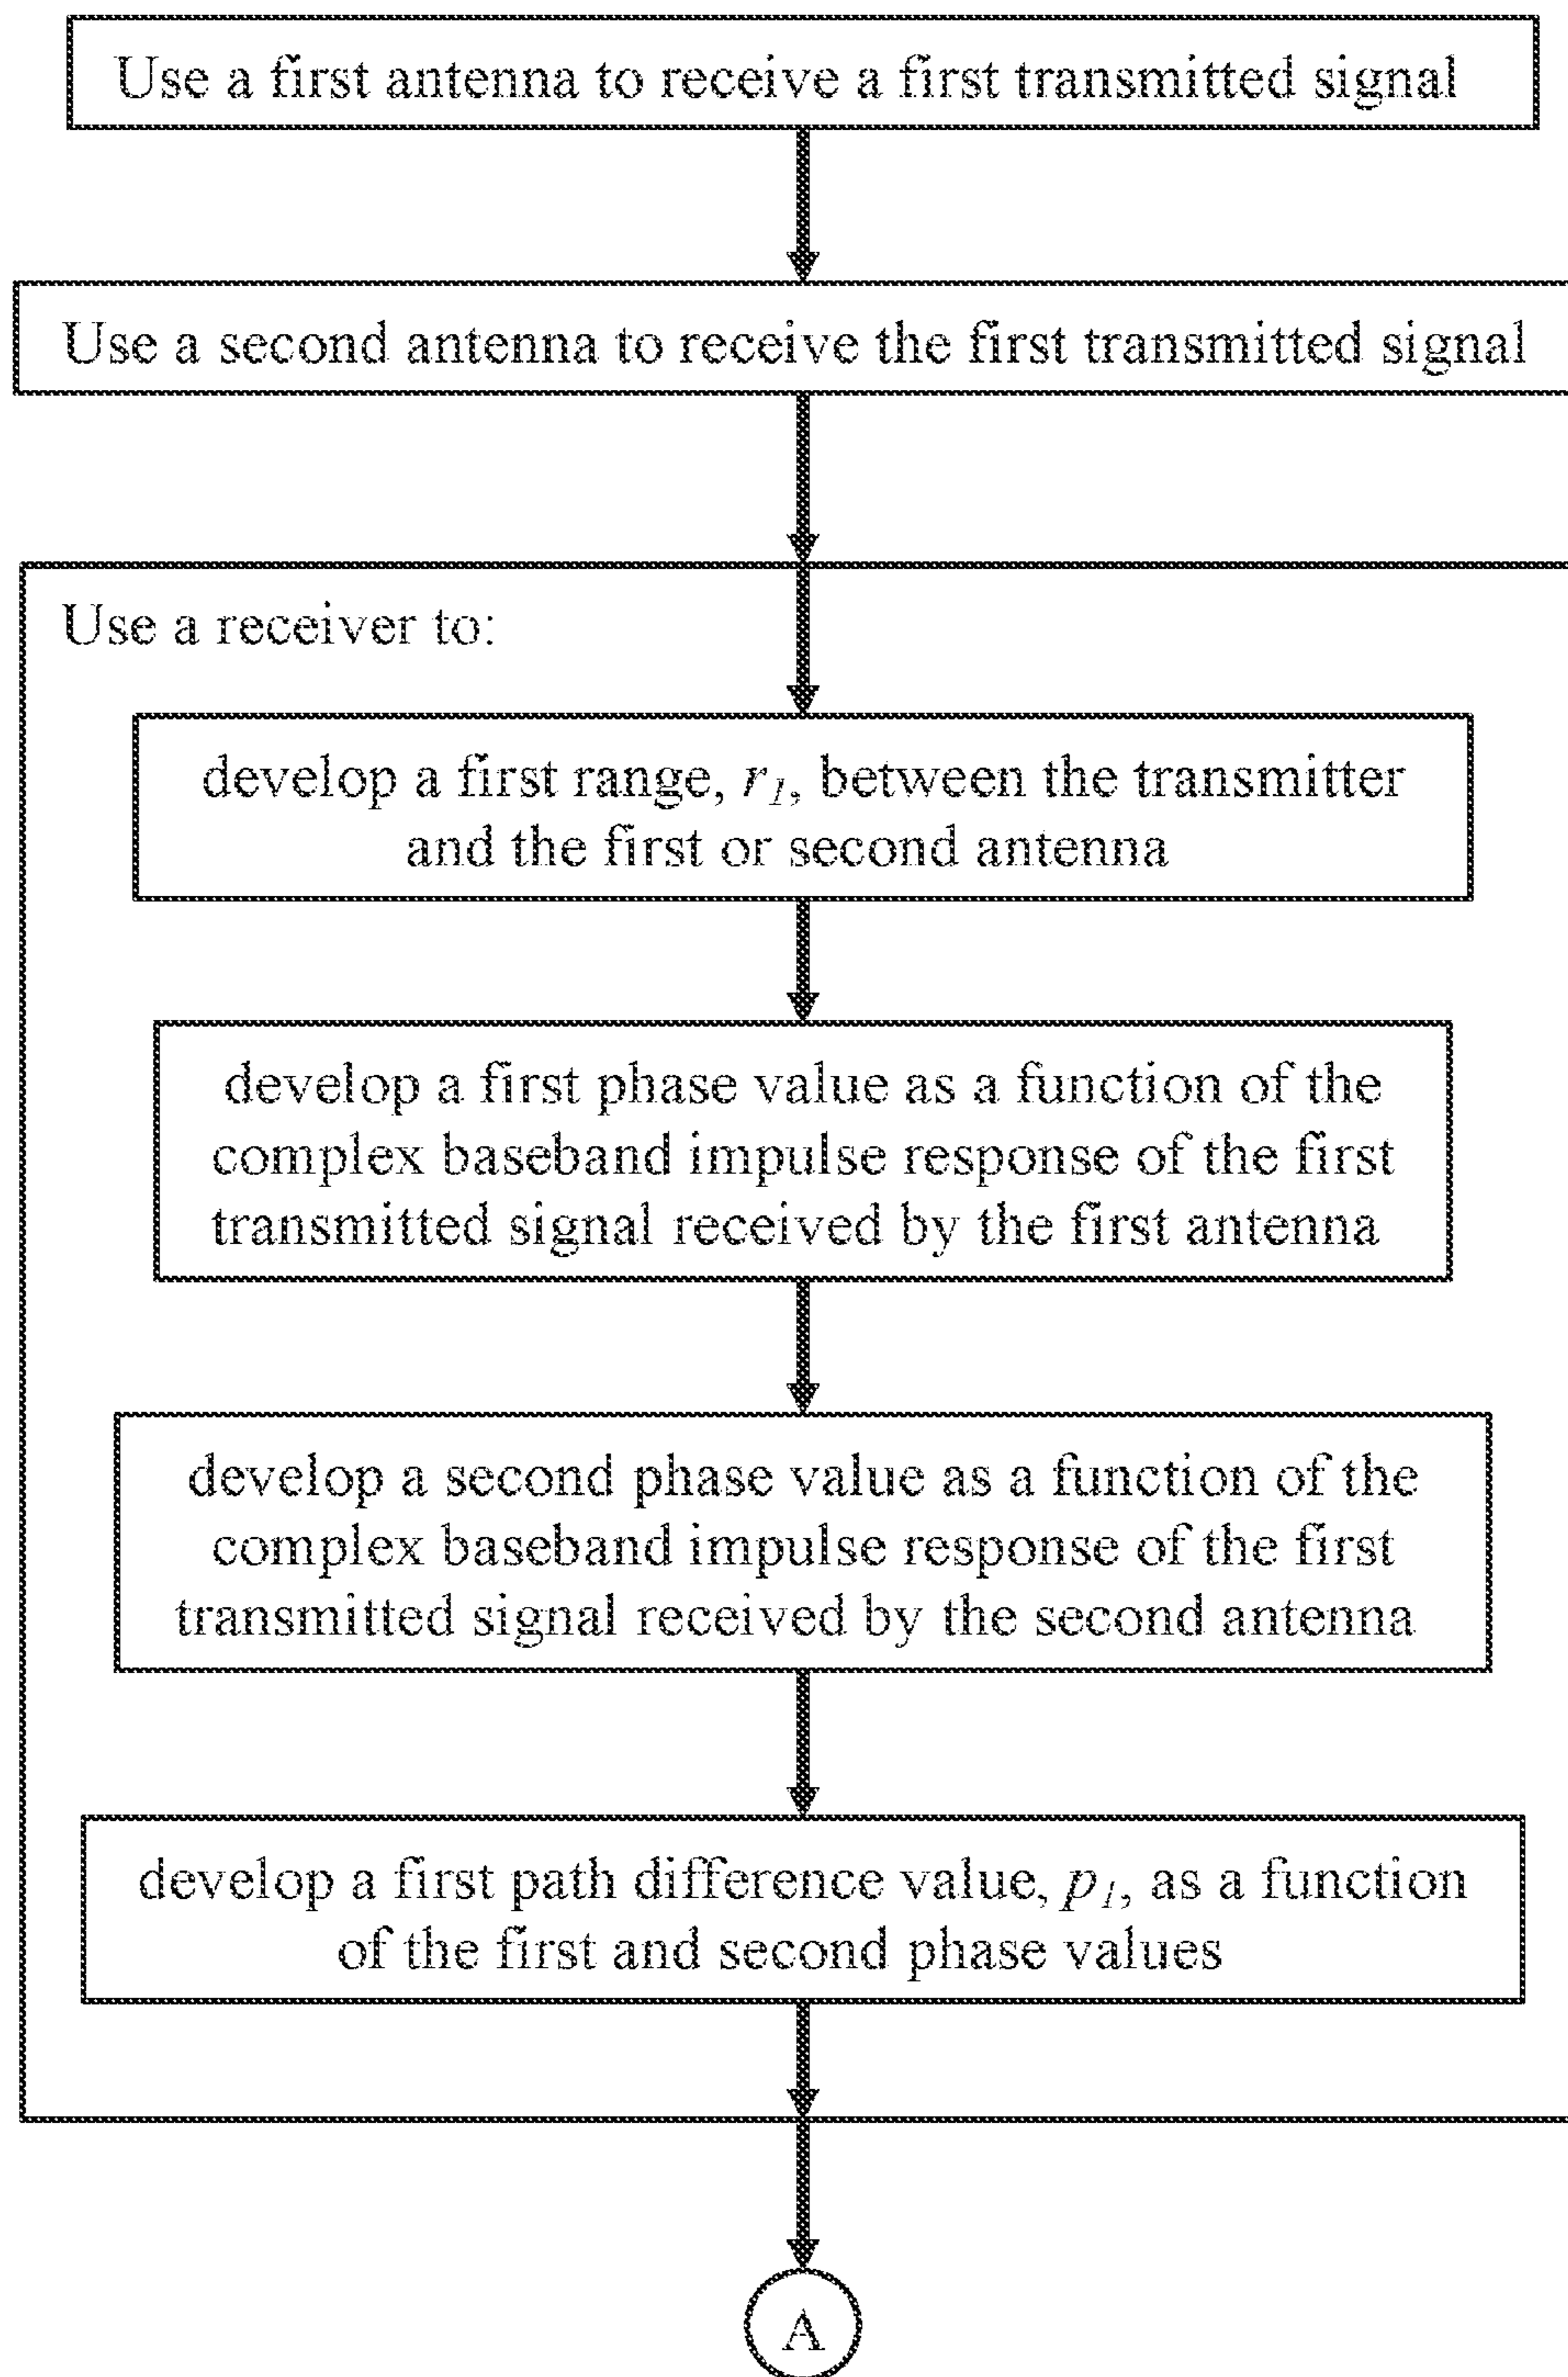 Use a first antenna to receive a first transmitted signal
Use a second antenna to receive the first transmitted signal
Use a receiver to:
develop a first range, r1, between the transmitter
and the first or second antenna
develop a first phase value as a function of the
complex baseband impulse response of the first
transmitted signal received by the first antenna
develop a second phase value as a function of the
complex baseband impulse response of the first
transmitted signal received by the second antenna
develop a first path difference value, p1, as a function
of the first and second phase values
A